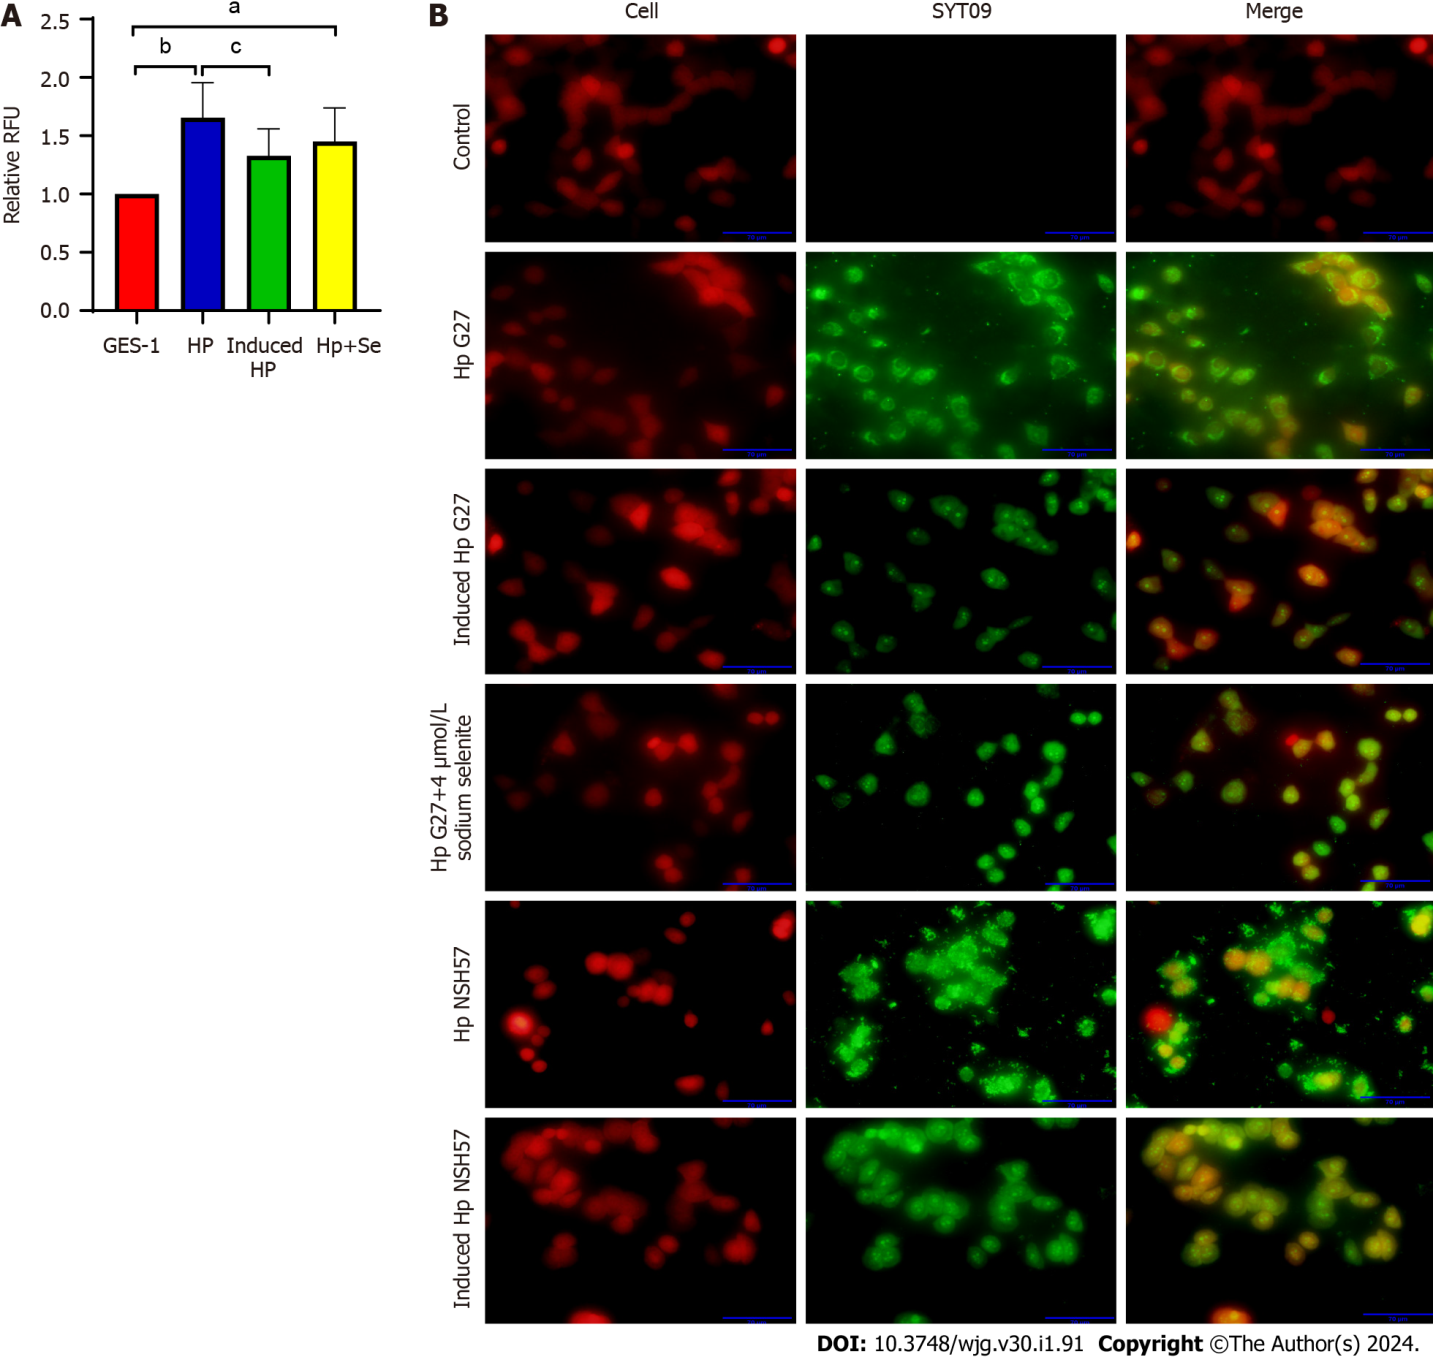 A
a
b
c
Relative RFU
2.5
2.0
1.5
1.0
0.5
0.0
GES-1
HP
Induced
HP
Hp+Se
B
Cell
SYT09
Merge
Control
Hp G27
Induced Hp G27
Hp G27+4 µmol/L
sodium selenite
Hp NSH57
Induced Hp NSH57
DOI: 10.3748/wjg.v30.i1.91 Copyright ©The Author(s) 2024.